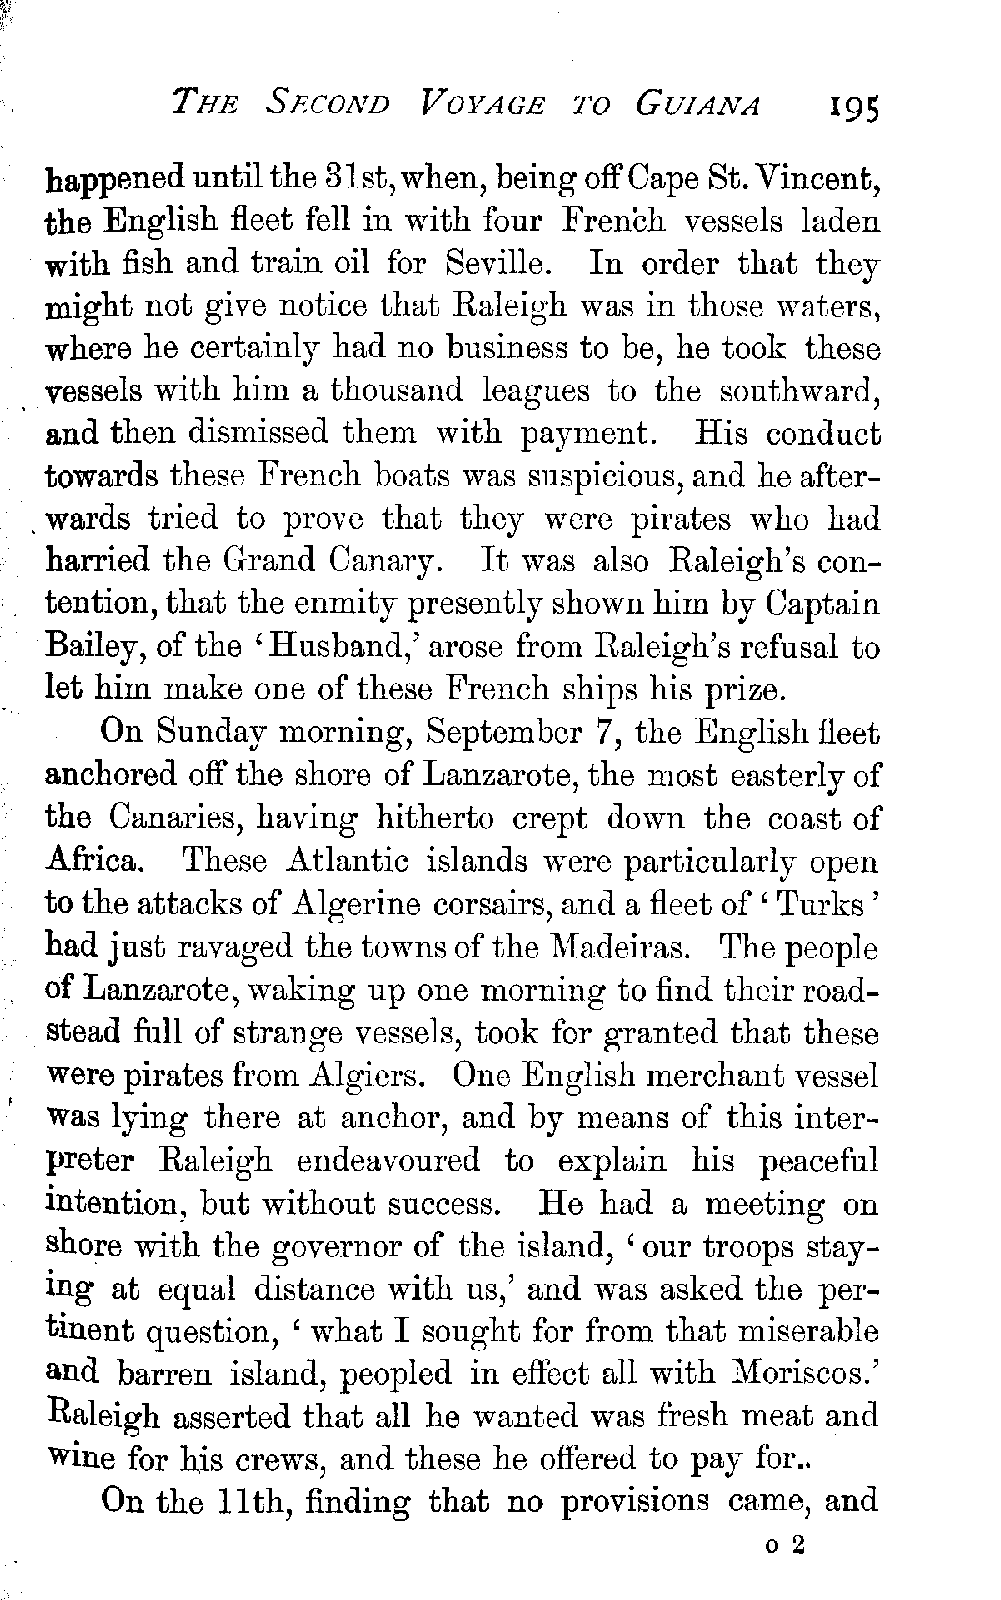 THE SECOND VOYAGE TO GUIANA 195
happened until the 31st, when, being off Cape St. Vincent,
the English fleet fell in with four French vessels laden
with fish and train oil for Seville. In order that they
might not give notice that Raleigh was in those waters,
where he certainly had no business to be, he took these
vessels with him a thousand leagues to the southward,
and then dismissed them with payment. His conduct
towards these French boats was suspicious, and he after-
wards tried to prove that they were pirates who had
harried the Grand Canary. It was also Raleigh's con-
tention, that the enmity presently shown him by Captain
Bailey, of the ‘Husband,’ arose from Raleigh's refusal to
let him make one of these French ships his prize.
On Sunday morning, September 7, the English fleet
anchored off the shore of Lanzarote, the most easterly of
the Canaries, having hitherto crept down the coast of
Africa. These Atlantic islands were particularly open
to the attacks of Algerine corsairs, and a fleet of ‘Turks’
had just ravaged the towns of the Madeiras. The people
of Lanzarote, waking up one morning to find their road-
stead full of strange vessels, took for granted that these
were pirates from Algiers. One English merchant vessel
was lying there at anchor, and by means of this inter-
preter Raleigh endeavoured to explain his peaceful
intention, but without success. He had a meeting on
shore with the governor of the island, ‘our troops stay-
ing at equal distance with us,’ and was asked the per-
tinent question, ‘what I sought for from that miserable
and barren island, peopled in effect all with Moriscos.’
Raleigh asserted that all he wanted was fresh meat and
wine for his crews, and these he offered to pay for..
On the 11th, finding that no provisions came, and
o 2